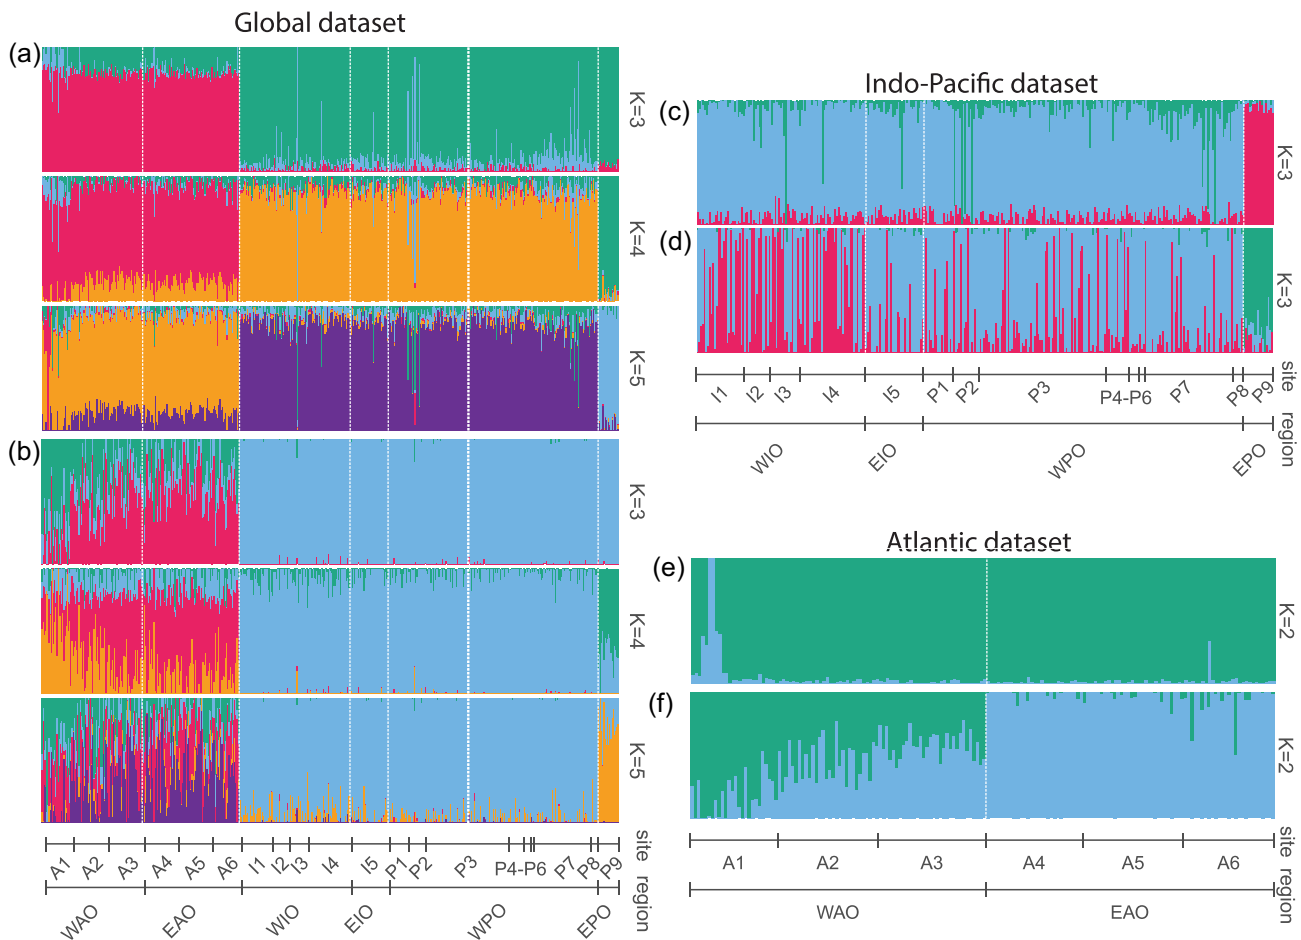 Global dataset
(a)
K=3
K=4
K=5
(b)
K=3
K=4
K=5
A1 A2 A3 A4 A5 A6 I1 I2 I3 I4 I5 P1 P2 P3 P4-P6 P7 P8 P9 site
WAO EAO WIO EIO WPO EPO region
Indo-Pacific dataset
(c)
K=3
(d)
K=3
I1 I2 I3 I4 I5 P1 P2 P3 P4-P6 P7 P8 P9 site
WIO EIO WPO EPO region
Atlantic dataset
(e)
K=2
(f)
K=2
A1 A2 A3 A4 A5 A6 site
WAO EAO region